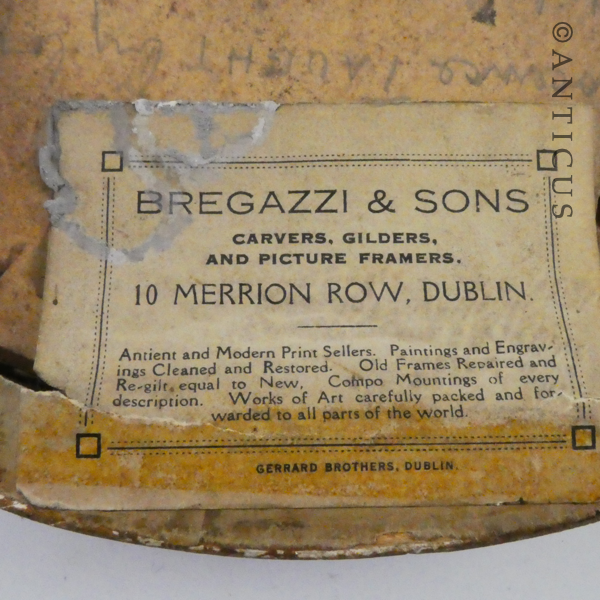 ©ANTICUS
BREGAZZI & SONS
CARVERS, GILDERS,
AND PICTURE FRAMERS.
10 MERRION ROW, DUBLIN.
Antient and Modern Print Sellers. Paintings and Engrav-
ings Cleaned and Restored. Old Frames Repaired and
Re-gilt equal to New. Compo Mountings of every
description. Works of Art carefully packed and for-
warded to all parts of the world.
GERRARD BROTHERS, DUBLIN.